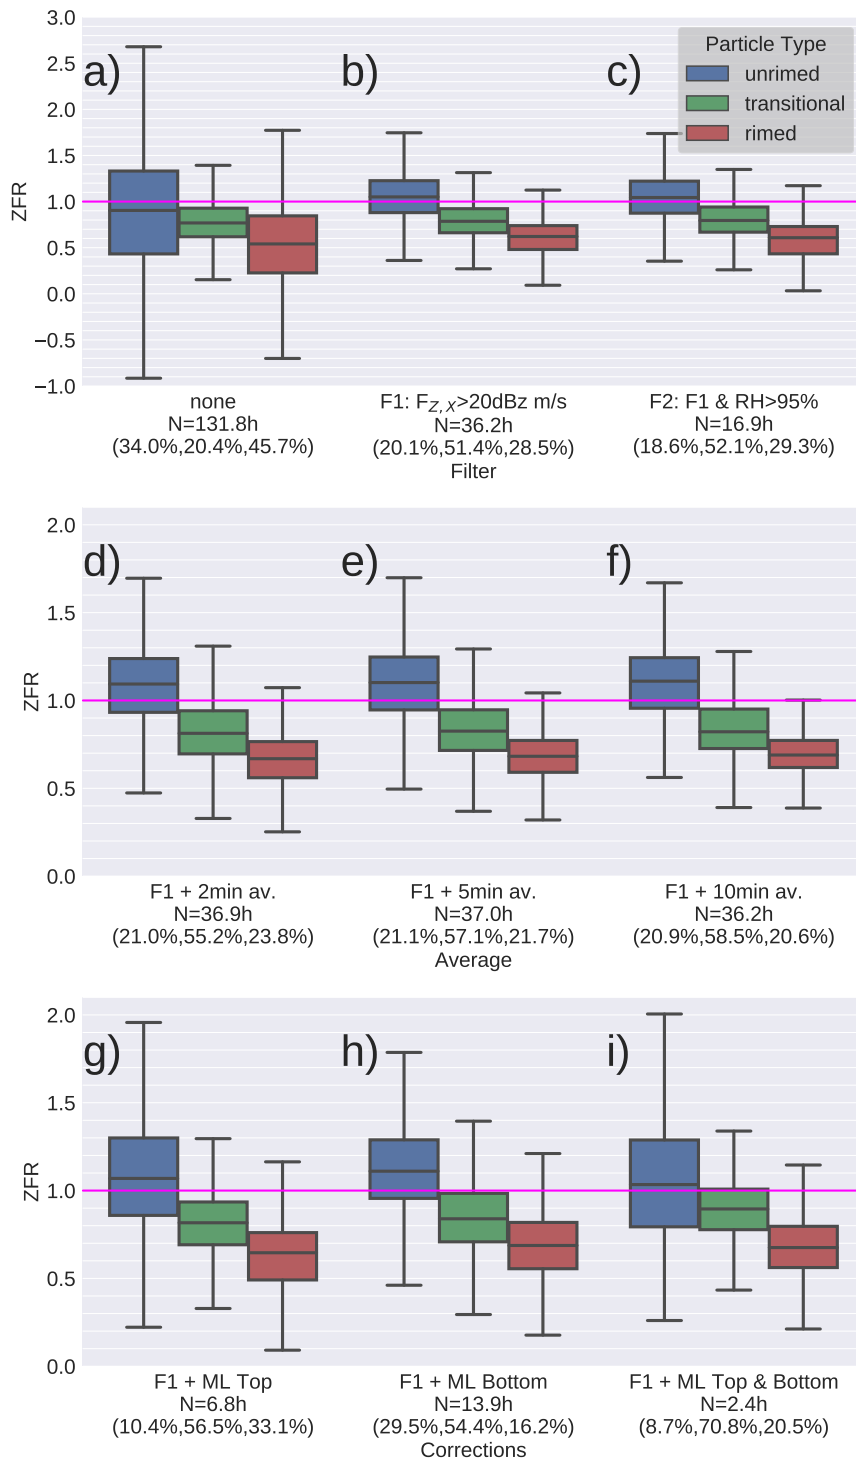 3.0
a)
b)
c)
Particle Type
unrimed
transitional
rimed
2.5
2.0
1.5
1.0
0.5
0.0
−0.5
−1.0
ZFR
none
N=131.8h
(34.0%,20.4%,45.7%)
F1: F_{Z,X}>20dBz m/s
N=36.2h
(20.1%,51.4%,28.5%)
F2: F1 & RH>95%
N=16.9h
(18.6%,52.1%,29.3%)
Filter
2.0
d)
e)
f)
1.5
1.0
0.5
0.0
ZFR
F1 + 2min av.
N=36.9h
(21.0%,55.2%,23.8%)
F1 + 5min av.
N=37.0h
(21.1%,57.1%,21.7%)
F1 + 10min av.
N=36.2h
(20.9%,58.5%,20.6%)
Average
2.0
g)
h)
i)
1.5
1.0
0.5
0.0
ZFR
F1 + ML Top
N=6.8h
(10.4%,56.5%,33.1%)
F1 + ML Bottom
N=13.9h
(29.5%,54.4%,16.2%)
F1 + ML Top & Bottom
N=2.4h
(8.7%,70.8%,20.5%)
Corrections